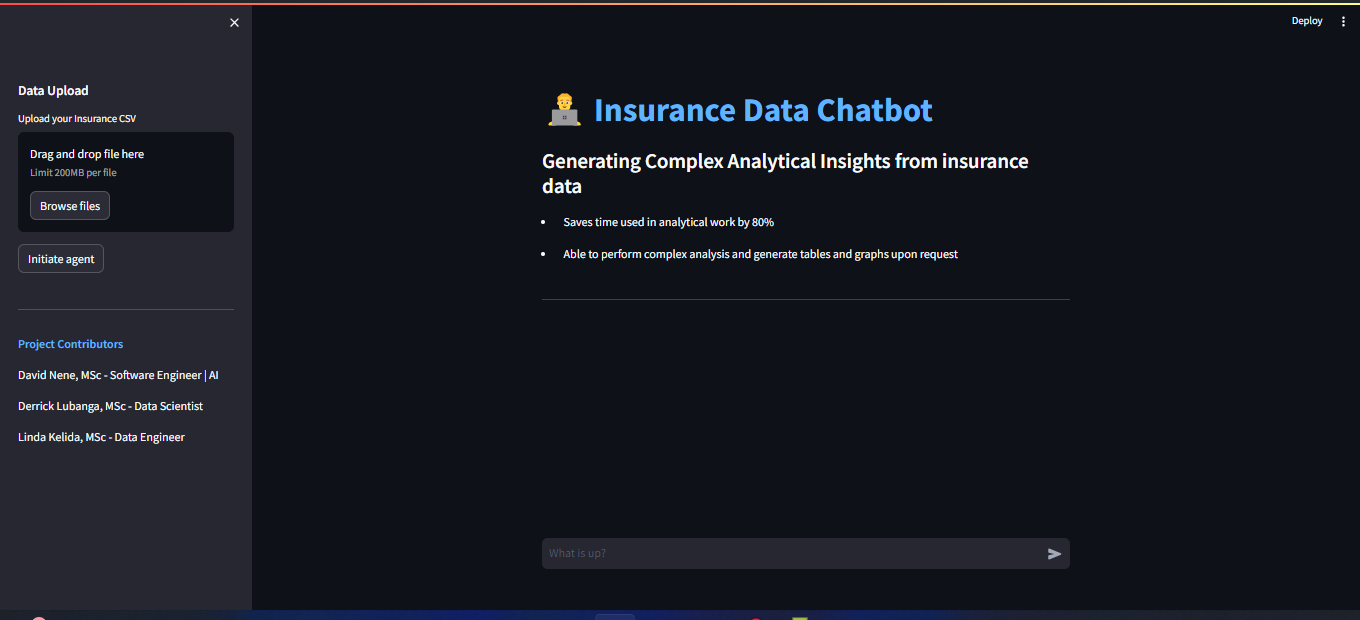 Deploy
Data Upload
Upload your Insurance CSV
Drag and drop file here
Limit 200MB per file
Browse files
Initiate agent
Project Contributors
David Nene, MSc - Software Engineer | AI
Derrick Lubanga, MSc - Data Scientist
Linda Kelida, MSc - Data Engineer
Insurance Data Chatbot
Generating Complex Analytical Insights from insurance
data
• Saves time used in analytical work by 80%
• Able to perform complex analysis and generate tables and graphs upon request
What is up?